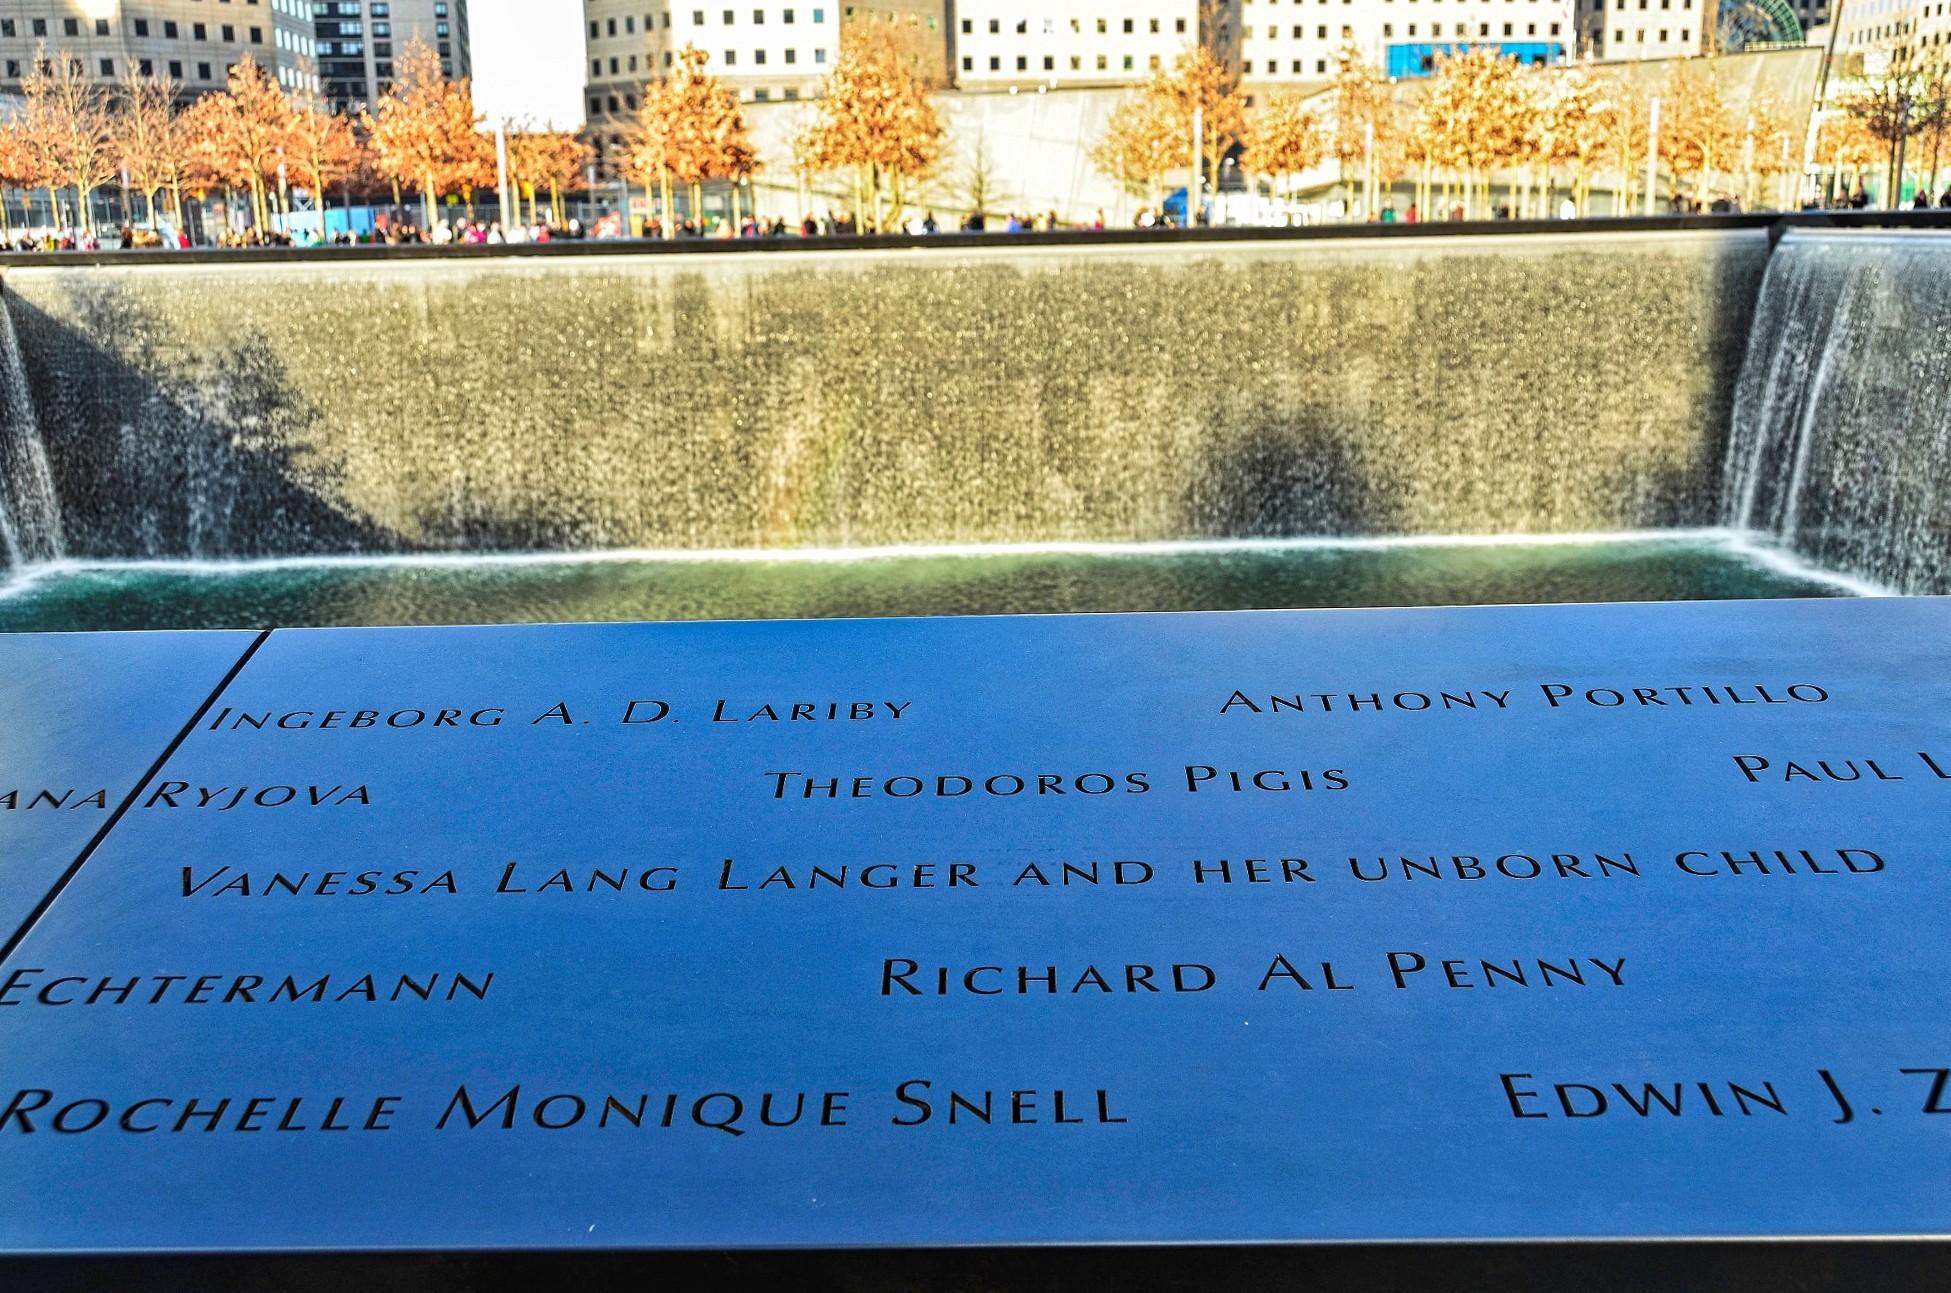 INGEBORG A. D. LARIBY ANTHONY PORTILLO
RYJOVA THEODOROS PIGIS PAUL
VANESSA LANG LANGER AND HER UNBORN CHILD
ECHTERMANN RICHARD AL PENNY
ROCHELLE MONIQUE SNELL EDWIN J.